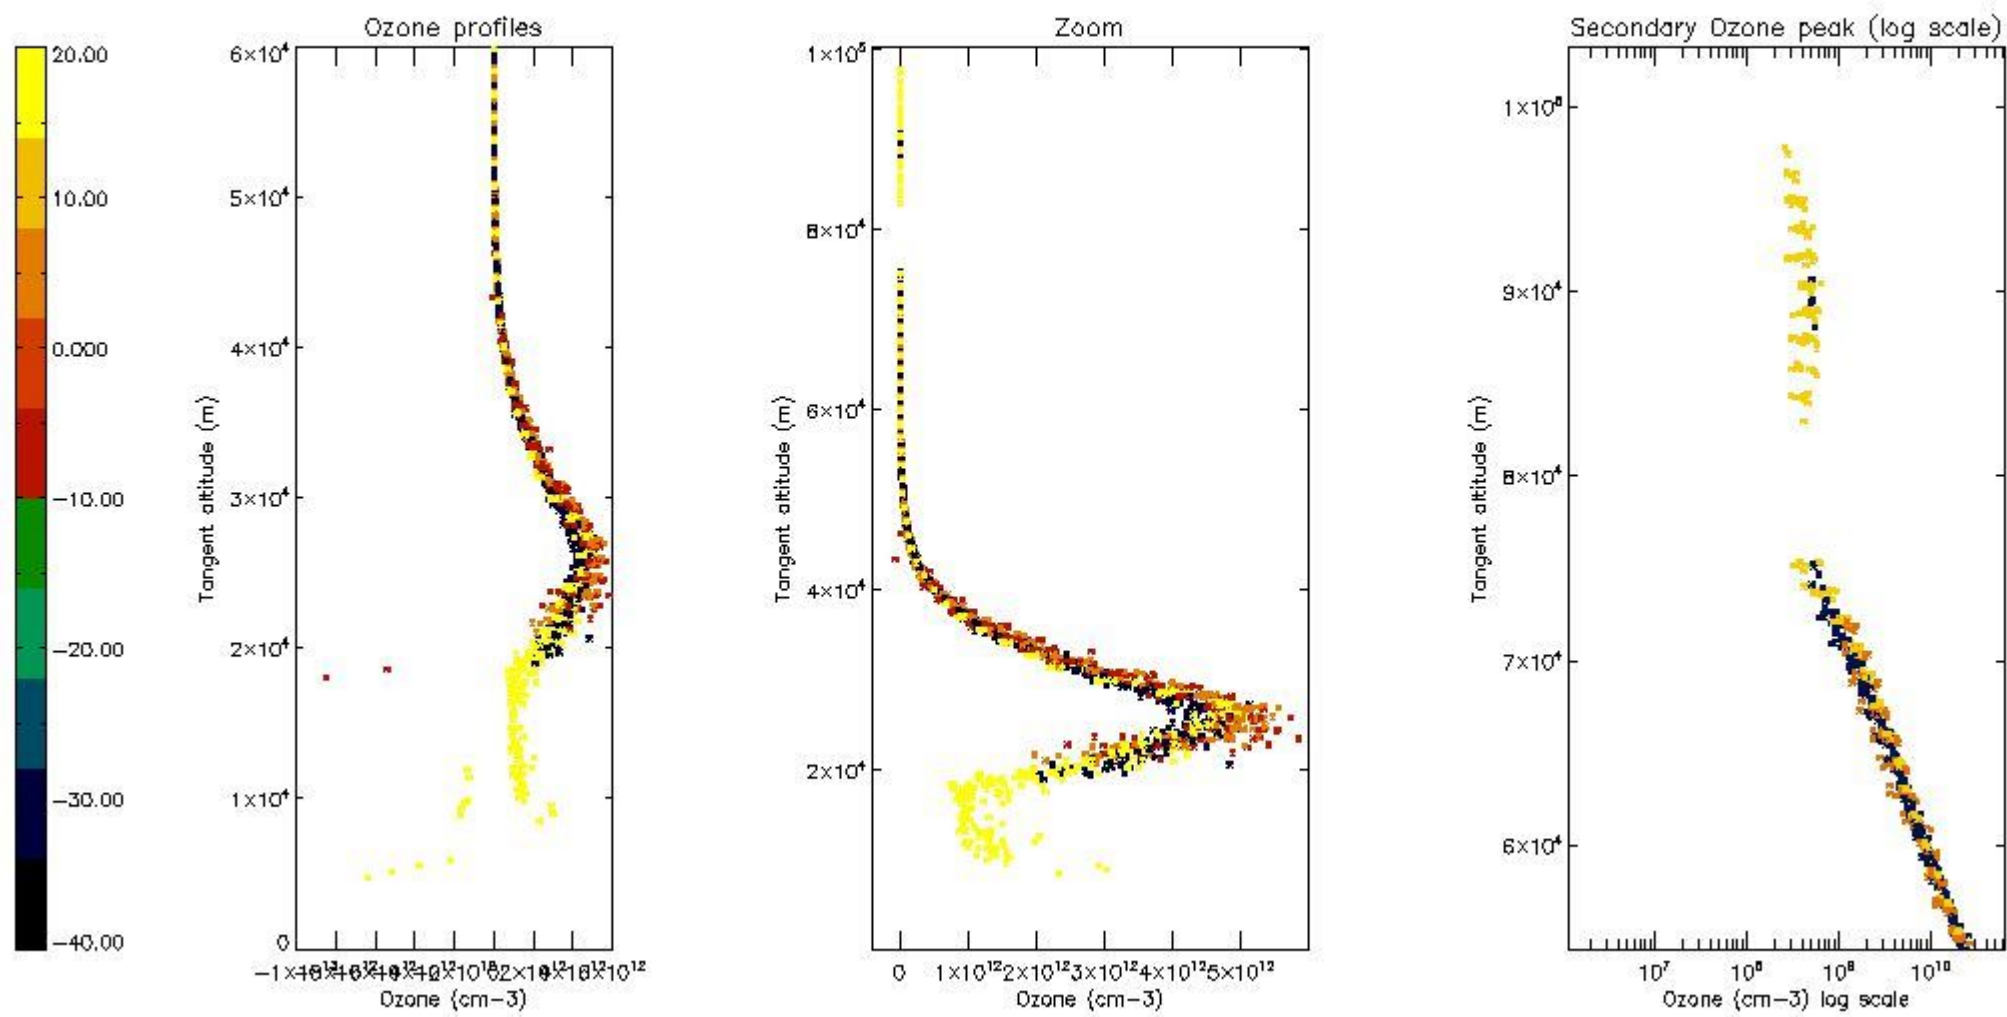 Ozone profiles
Zoom
Secondary Ozone peak (log scale)
20.00
10.00
0.000
−10.00
−20.00
−30.00
−40.00
6×10⁴
5×10⁴
4×10⁴
3×10⁴
2×10⁴
1×10⁴
0
Tangent altitude (m)
Ozone (cm−3)
1×10⁵
8×10⁴
6×10⁴
4×10⁴
2×10⁴
Tangent altitude (m)
0 1×10¹² 2×10¹² 3×10¹² 4×10¹² 5×10¹²
Ozone (cm−3)
9×10⁴
8×10⁴
7×10⁴
6×10⁴
Tangent altitude (m)
10⁷ 10⁸ 10⁹ 10¹⁰
Ozone (cm−3) log scale